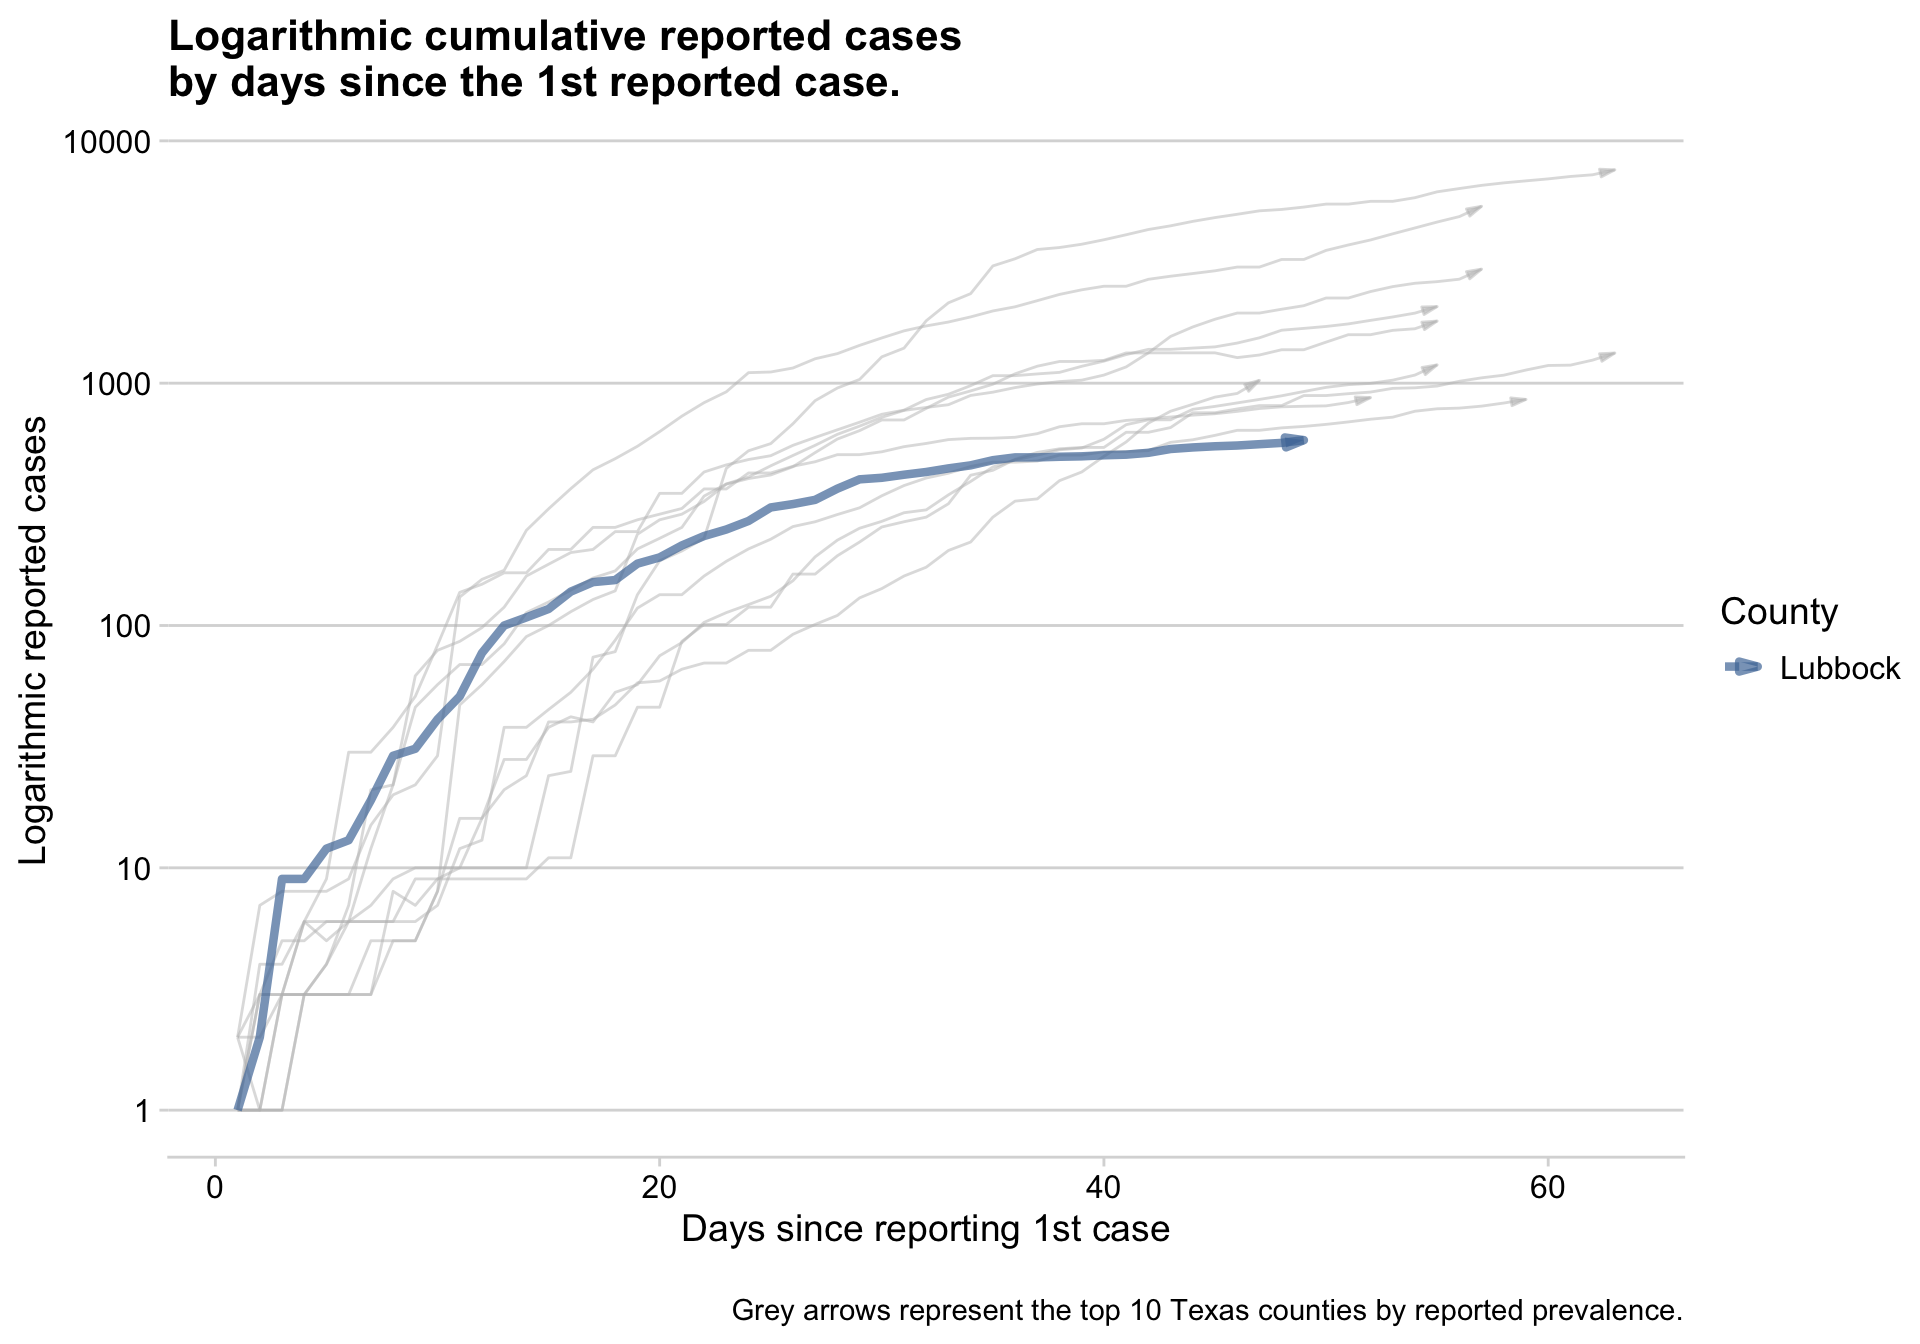 Logarithmic cumulative reported cases
by days since the 1st reported case.
10000
1000
100
10
1
Logarithmic reported cases
0
20
40
60
Days since reporting 1st case
County
Lubbock
Grey arrows represent the top 10 Texas counties by reported prevalence.